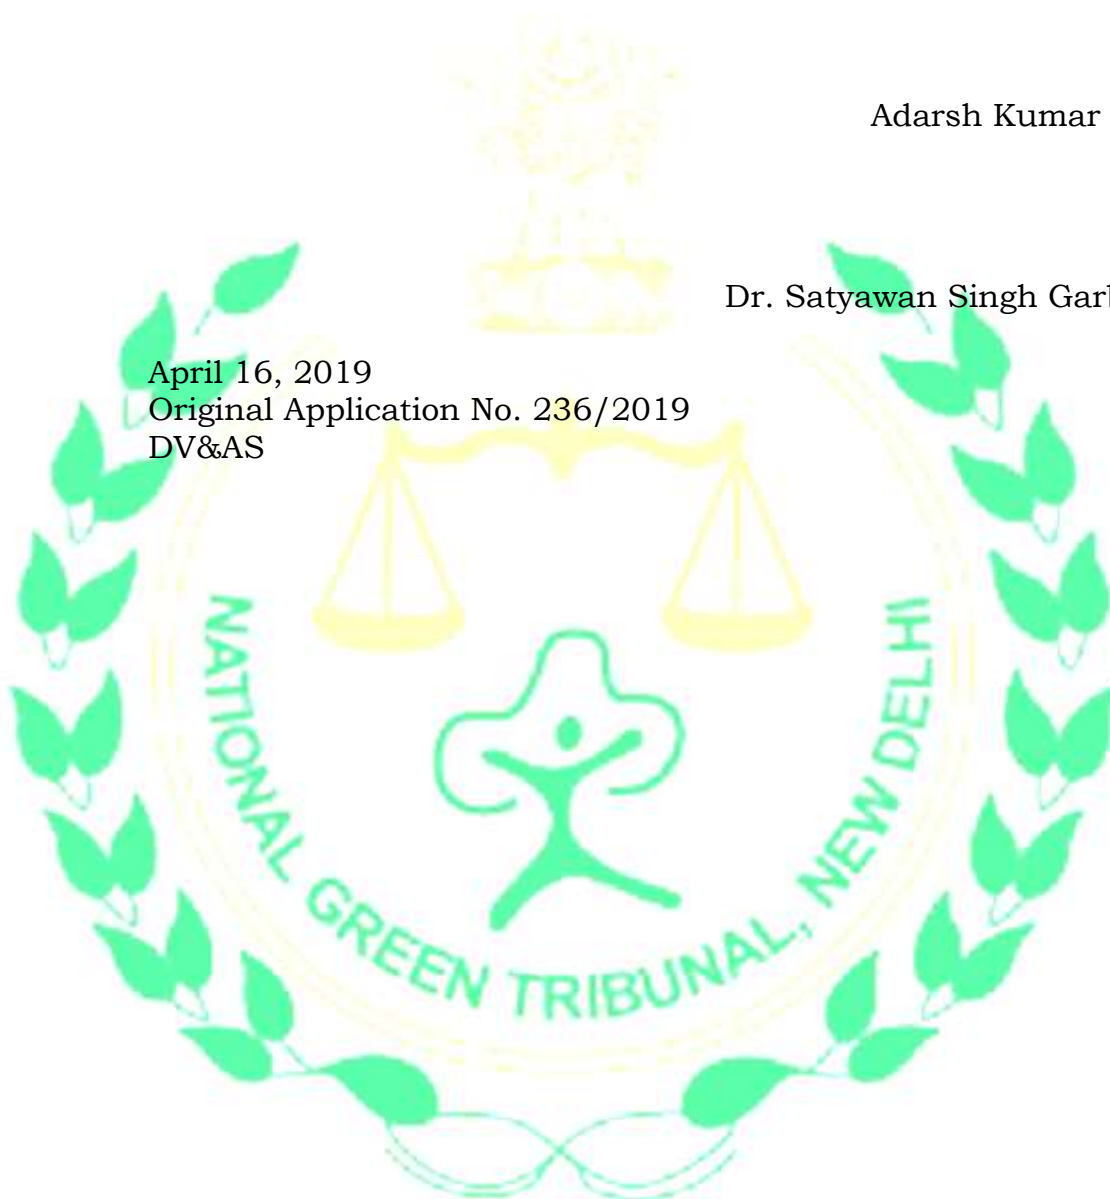 Adarsh Kumar
Dr. Satyawan Singh
April 16, 2019
Original Application No. 236/2019
DV&AS
NATIONAL GREEN TRIBUNAL, NEW DELHI